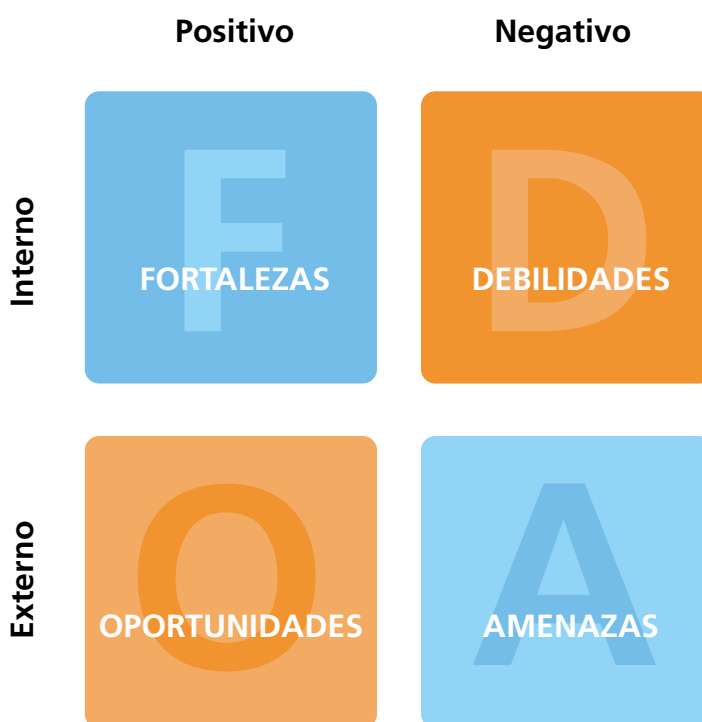 Positivo Negativo
Interno
F D
FORTALEZAS DEBILIDADES
Externo
O A
OPORTUNIDADES AMENAZAS